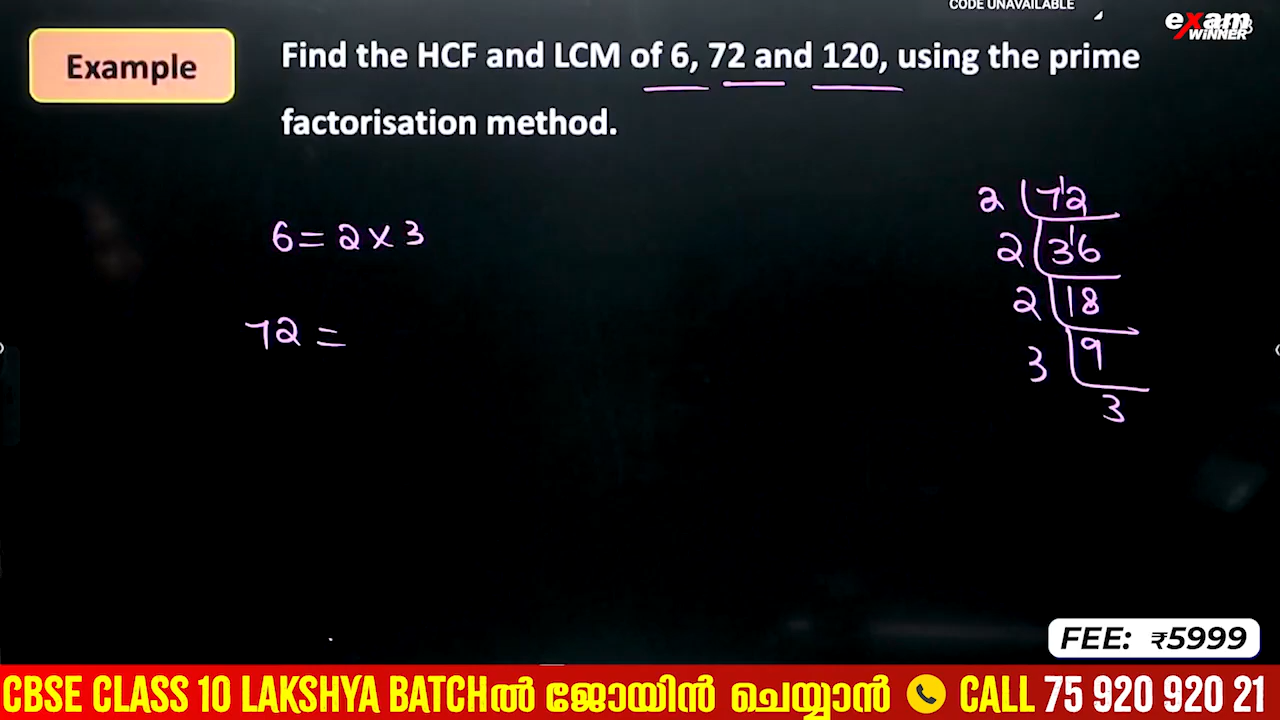 CODE UNAVAILABLE
exam
WiNNER
Example
Find the HCF and LCM of 6, 72 and 120, using the prime
factorisation method.
6 = 2 × 3
72 =
2 72
2 36
2 18
3 9
3
FEE: ₹5999
CBSE CLASS 10 LAKSHYA BATCHൽ ജോയിൻ ചെയ്യാൻ CALL 75 920 920 21